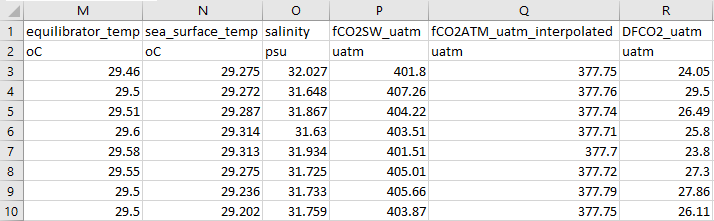 M N O P Q R
1 equilibrator_temp sea_surface_temp salinity fCO2SW_uatm fCO2ATM_uatm_interpolated DFCO2_uatm
2 oC oC psu uatm uatm uatm
3 29.46 29.275 32.027 401.8 377.75 24.05
4 29.5 29.272 31.648 407.26 377.76 29.5
5 29.51 29.287 31.867 404.22 377.74 26.49
6 29.6 29.314 31.63 403.51 377.71 25.8
7 29.58 29.313 31.934 401.51 377.7 23.8
8 29.55 29.275 31.725 405.01 377.72 27.3
9 29.5 29.236 31.733 405.66 377.79 27.86
10 29.5 29.202 31.759 403.87 377.75 26.11